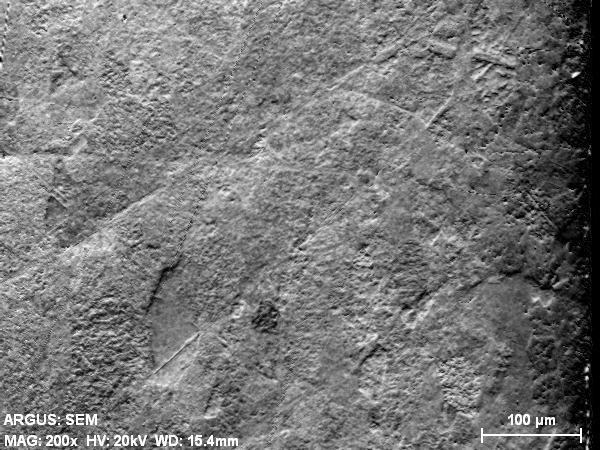 ARGUS: SEM
100 µm
MAG: 200x HV: 20kV WD: 15.4mm